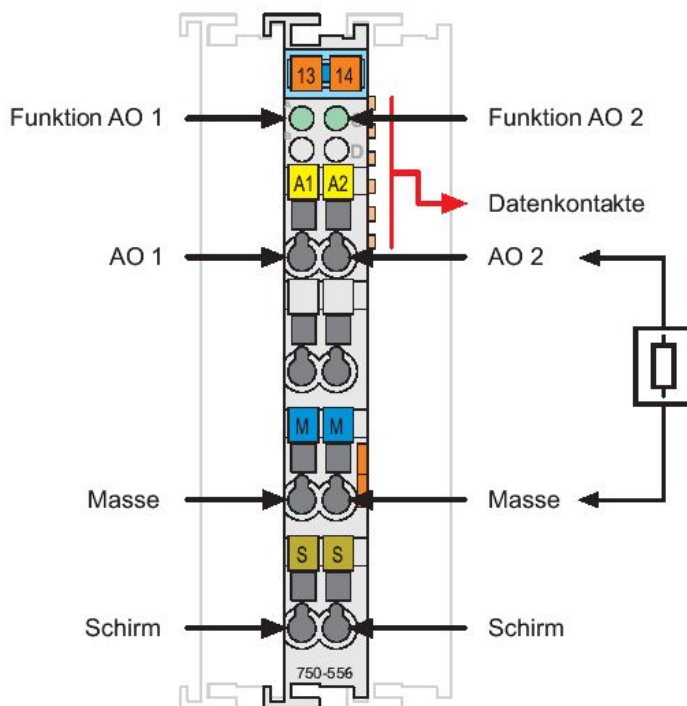 13 14
Funktion AO 1
A
C
Funktion AO 2
B
D
A1 A2
Datenkontakte
AO 1
AO 2
M M
Masse
Masse
S S
Schirm
Schirm
750-556